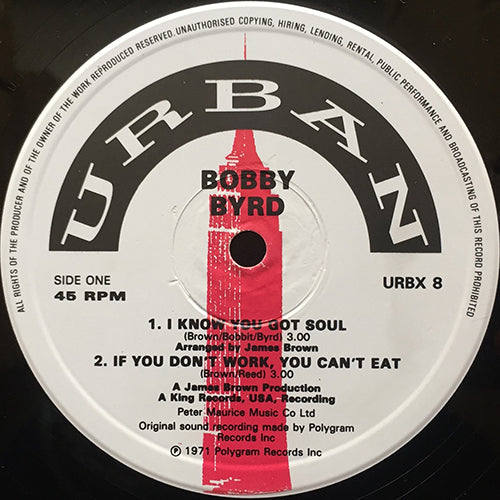 ALL RIGHTS OF THE PRODUCER AND OF THE OWNER OF THE WORK REPRODUCED RESERVED. UNAUTHORISED COPYING, HIRING, LENDING, RENTAL, PUBLIC PERFORMANCE AND BROADCASTING OF THIS RECORD PROHIBITED
URBAN
BOBBY
BYRD
SIDE ONE
45 RPM
URBX 8
1. I KNOW YOU GOT SOUL
(Brown/Bobbit/Byrd) 3.00
Arranged by James Brown
2. IF YOU DON'T WORK, YOU CAN'T EAT
(Brown/Reed) 3.00
A James Brown Production
A King Records, USA, Recording
Peter Maurice Music Co Ltd
Original sound recording made by Polygram
Records Inc
℗ 1971 Polygram Records Inc